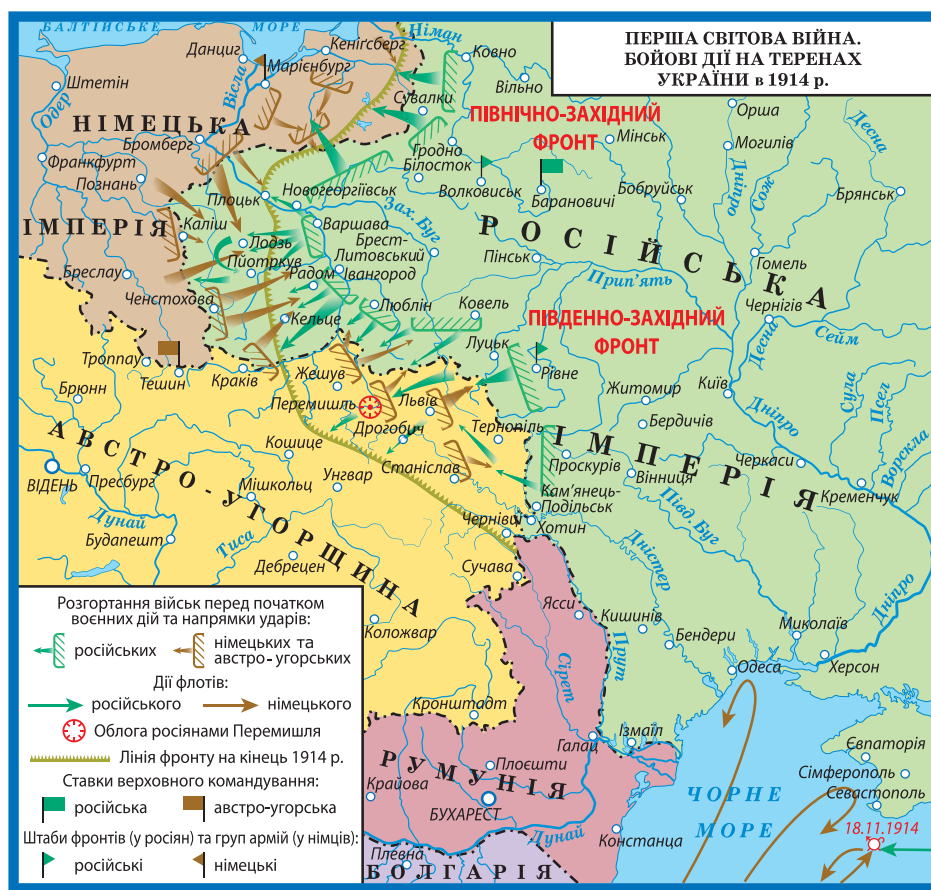 БАЛТІЙСЬКЕ МОРЕ
ПЕРША СВІТОВА ВІЙНА.
БОЙОВІ ДІЇ НА ТЕРЕНАХ
УКРАЇНИ в 1914 р.
Данциг
Кенігсберг
Німан
Ковно
Марієнбург
Вільно
Штетін
Одер
Вісла
Сувалки
Орша
Десна
НІМЕЦЬКА
ІМПЕРІЯ
ПІВНІЧНО-ЗАХІДНИЙ
ФРОНТ
Мінськ
Могилів
Бромберг
Гродно
Білосток
Франкфурт
Познань
Волковиськ
Барановичі
Бобруйськ
Дніпро
Сож
Брянськ
Новогеоргіївськ
Плоцьк
Варшава
Зах. Буг
РОСІЙСЬКА
ІМПЕРІЯ
Каліш
Лодзь
Брест-
Литовський
Пйотркув
Радом
Івангород
Пінськ
Прип’ять
Гомель
Бреслау
Ченстохова
Люблін
Ковель
Чернігів
Кельце
ПІВДЕННО-ЗАХІДНИЙ
ФРОНТ
Десна
Сейм
Троппау
Тешин
Краків
Луцьк
Рівне
Брюнн
Жешув
Перемишль
Львів
Житомир
Київ
Сула
Псел
Дрогобич
Бердичів
Дніпро
Ворскла
АВСТРО-УГОРЩИНА
Кошице
Тернопіль
Проскурів
Черкаси
ВІДЕНЬ
Пресбург
Унгвар
Станіслав
Вінниця
Кременчук
Мішкольц
Кам’янець-
Подільськ
Півд. Буг
Дунай
Будапешт
Тиса
Чернівці
Хотин
Дебрецен
Сучава
Дністер
Дніпро
Коложвар
Ясси
Кишинів
Бендери
Миколаїв
Прут
Сірет
Одеса
Херсон
Кронштадт
Галац
Ізмаїл
Євпаторія
РУМУНІЯ
Плоєшти
Сімферополь
Крайова
БУХАРЕСТ
ЧОРНЕ
МОРЕ
Севастополь
Дунай
Констанца
18.11.1914
Плевна
БОЛГАРІЯ
Розгортання військ перед початком
воєнних дій та напрямки ударів:
російських
німецьких та
австро-угорських
Дії флотів:
російського
німецького
Облога росіянами Перемишля
Лінія фронту на кінець 1914 р.
Ставки верховного командування:
російська
австро-угорська
Штаби фронтів (у росіян) та груп армій (у німців):
російські
німецькі